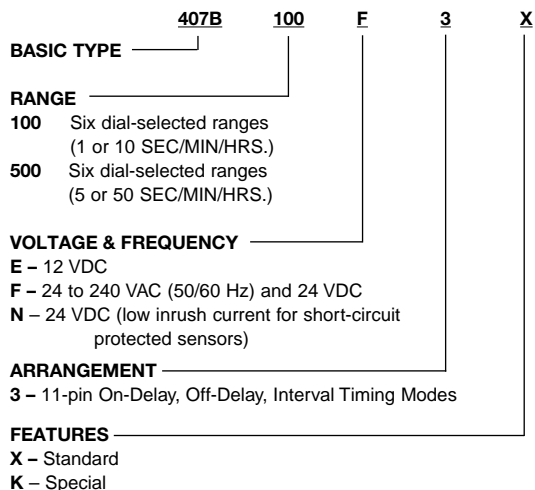 407B 100 F 3 X
BASIC TYPE
RANGE
100 Six dial-selected ranges
(1 or 10 SEC/MIN/HRS.)
500 Six dial-selected ranges
(5 or 50 SEC/MIN/HRS.)
VOLTAGE & FREQUENCY
E – 12 VDC
F – 24 to 240 VAC (50/60 Hz) and 24 VDC
N – 24 VDC (low inrush current for short-circuit
protected sensors)
ARRANGEMENT
3 – 11-pin On-Delay, Off-Delay, Interval Timing Modes
FEATURES
X – Standard
K – Special